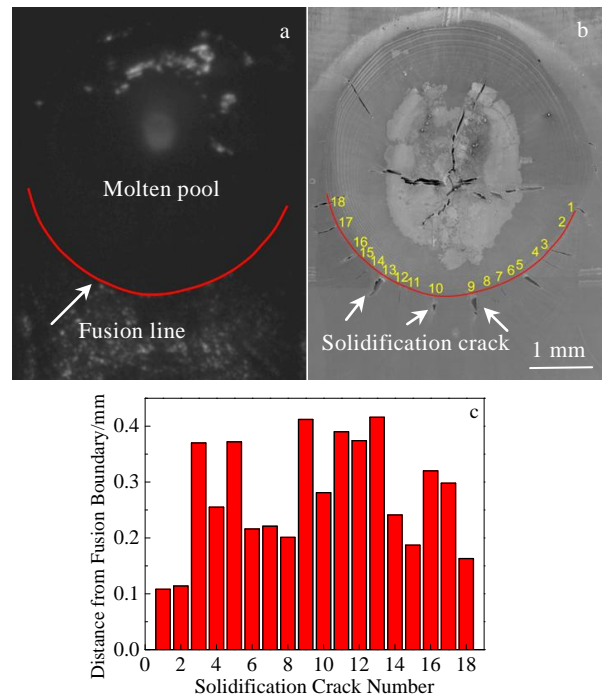 a
Molten pool
Fusion line
b
18
17
16
15
14
13
12
11
10
9
8
7
6
5
4
3
2
1
Solidification crack
1 mm
c
Distance from Fusion Boundary/mm
0.4
0.3
0.2
0.1
0.0
0 2 4 6 8 10 12 14 16 18
Solidification Crack Number